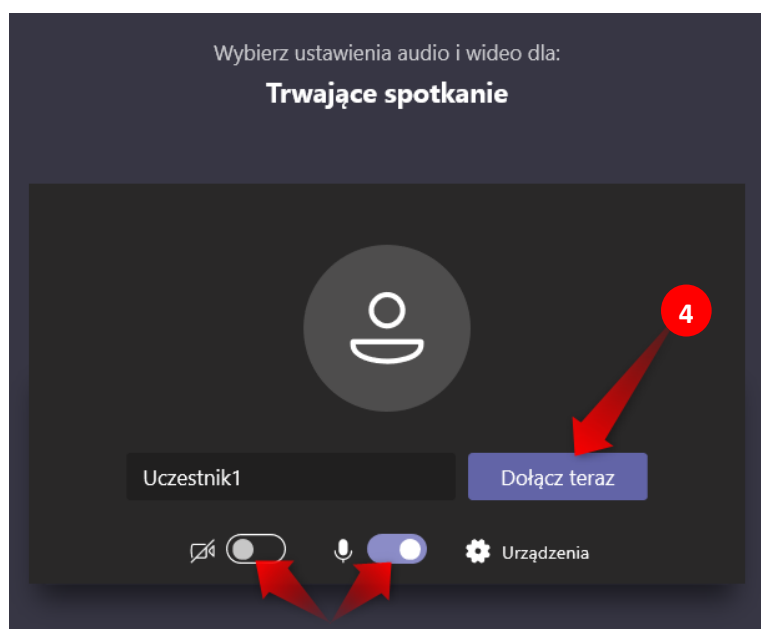 Wybierz ustawienia audio i wideo dla:
Trwające spotkanie
4
Uczestnik1
Dołącz teraz
Urządzenia